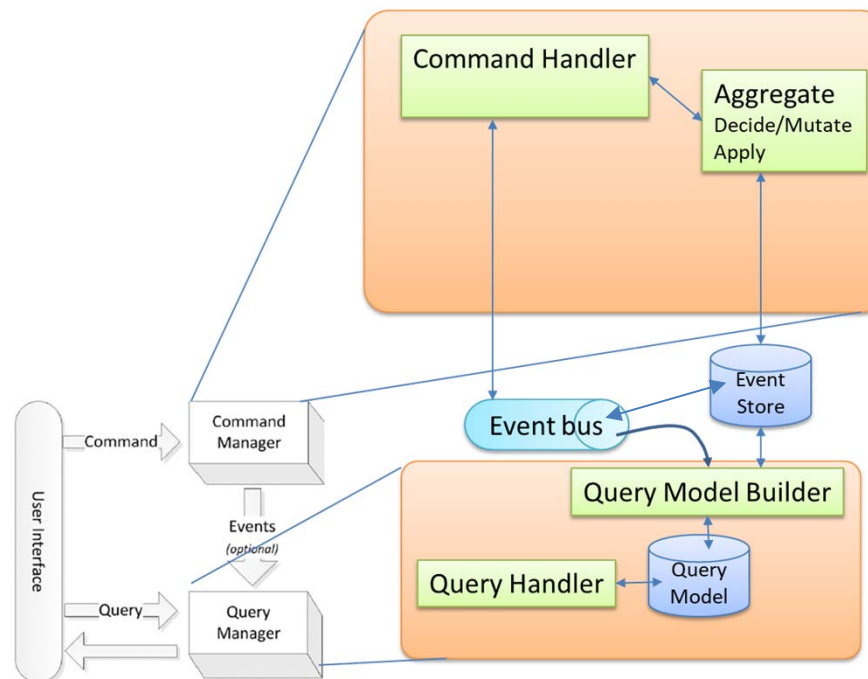 Command Handler
Aggregate
Decide/Mutate
Apply
Event
Store
Event bus
Command
Manager
Command
User Interface
Events
(optional)
Query Model Builder
Query Handler
Query
Model
Query
Query
Manager